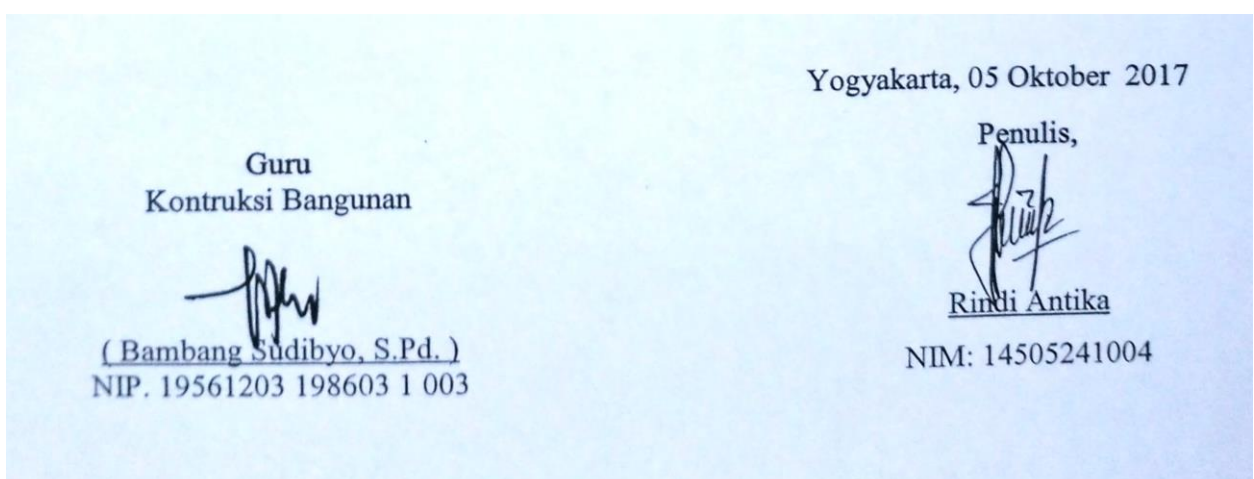 Yogyakarta, 05 Oktober 2017
Penulis,
Guru
Kontruksi Bangunan
Rindi Antika
NIM: 14505241004
( Bambang Sudibyo, S.Pd. )
NIP. 19561203 198603 1 003